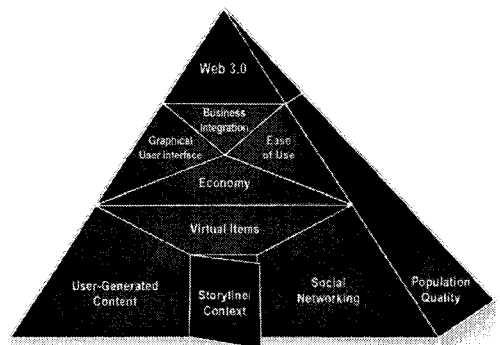 Web 3.0
Business
Integration
Graphical
User Interface
Ease
of Use
Economy
Virtual Items
User-Generated
Content
Storyline/
Context
Social
Networking
Population
Quality